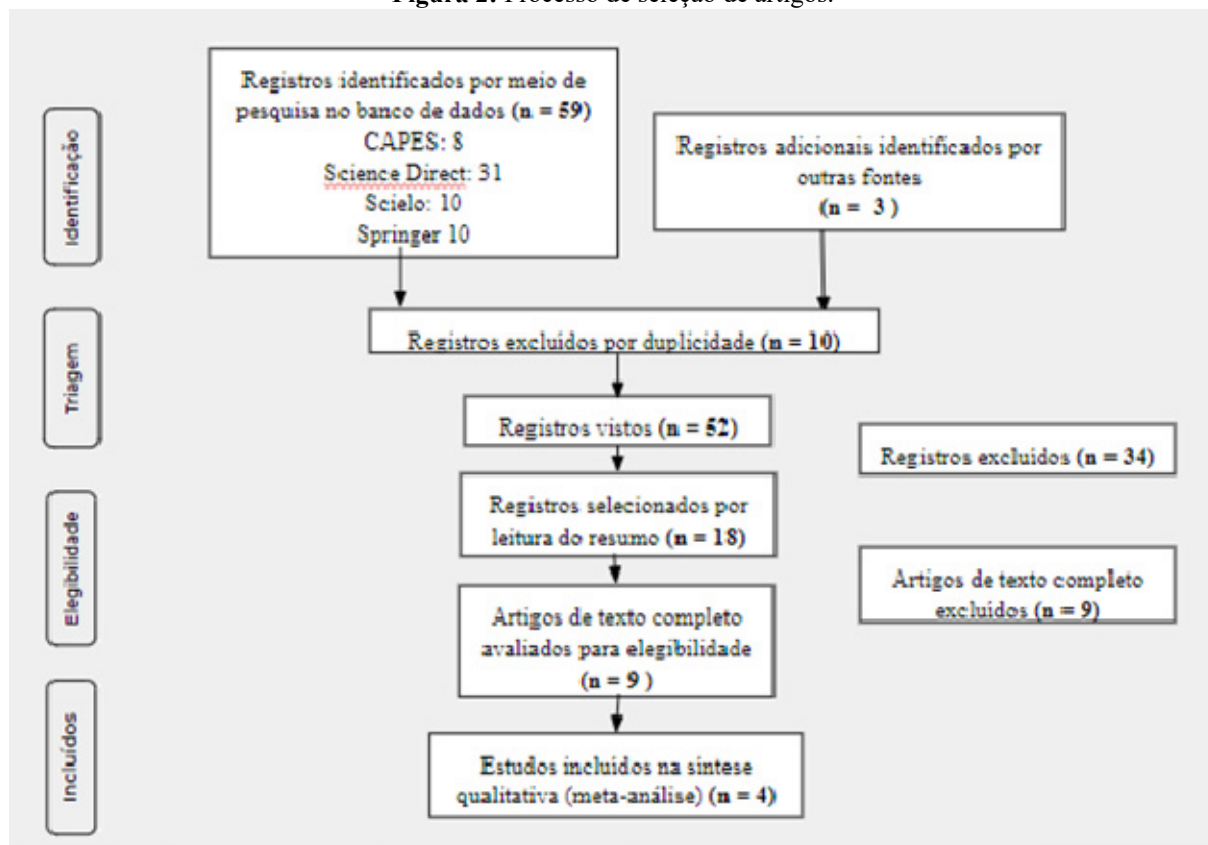 Figura 2: Processo de seleção de artigos.
Identificação
Registros identificados por meio de
pesquisa no banco de dados (n = 59)
CAPES: 8
Science Direct: 31
Scielo: 10
Springer 10
Registros adicionais identificados por
outras fontes
(n = 3 )
Triagem
Registros excluídos por duplicidade (n = 10)
Registros vistos (n = 52)
Registros excluidos (n = 34)
Elegibilidade
Registros selecionados por
leitura do resumo (n = 18)
Artigos de texto completo
avaliados para elegibilidade
(n = 9 )
Artigos de texto completo
excluídos (n = 9)
Incluídos
Estudos incluídos na síntese
qualitativa (meta-análise) (n = 4)